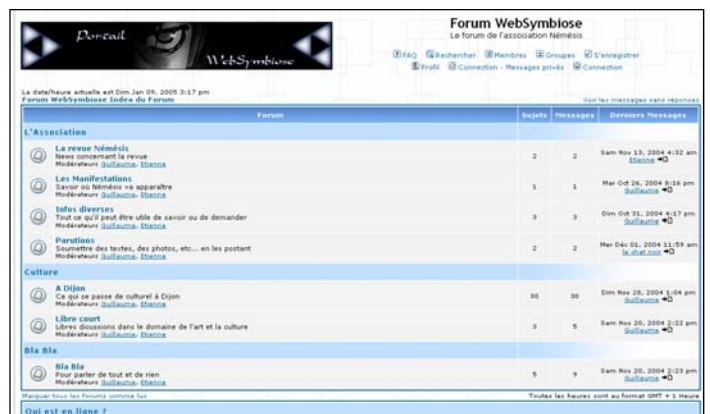 Portail
WebSymbiose
Forum WebSymbiose
Le forum de l'association Némésis
FAQ Rechercher Membres Groupes S'enregistrer
Profil Connection - Messages privés Connection
La date/heure actuelle est Dim Jan 09, 2005 3:17 pm
Forum WebSymbiose Index du Forum
Voir les messages sans réponses
Forum Sujets Messages Derniers Messages
L'Association
La revue Némésis
News concernant la revue
Modérateurs Guillaume, Etienne
2 2
Sam Nov 13, 2004 4:32 am
Etienne
Les Manifestations
Savoir où Némésis va apparaître
Modérateurs Guillaume, Etienne
1 1
Mar Oct 26, 2004 9:16 pm
Guillaume
Infos diverses
Tout ce qu'il peut être utile de savoir ou de demander
Modérateurs Guillaume, Etienne
3 3
Dim Oct 31, 2004 4:17 pm
Guillaume
Parutions
Soumettre des textes, des photos, etc... en les postant
Modérateurs Guillaume, Etienne
2 2
Mer Déc 01, 2004 11:59 am
le chat noir
Culture
A Dijon
Ce qui se passe de culturel à Dijon
Modérateurs Guillaume, Etienne
30 30
Dim Nov 28, 2004 1:04 pm
Guillaume
Libre court
Libres dicussions dans le domaine de l'art et la culture
Modérateurs Guillaume, Etienne
3 5
Sam Nov 20, 2004 2:22 pm
Guillaume
Bla Bla
Bla Bla
Pour parler de tout et de rien
Modérateurs Guillaume, Etienne
5 9
Sam Nov 20, 2004 2:23 pm
Guillaume
Marquer tous les forums comme lus
Toutes les heures sont au format GMT + 1 Heure
Qui est en ligne ?